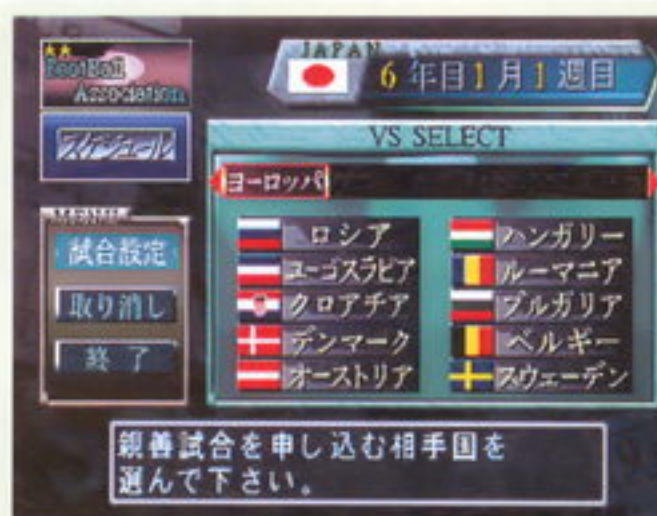 FootBall
Association
JAPAN
6年目1月1週目
スケジュール
VS SELECT
ヨーロッパ
MENU
試合設定
取り消し
終了
ロシア
ハンガリー
ユーゴスラビア
ルーマニア
クロアチア
ブルガリア
デンマーク
ベルギー
オーストリア
スウェーデン
親善試合を申し込む相手国を
選んで下さい。